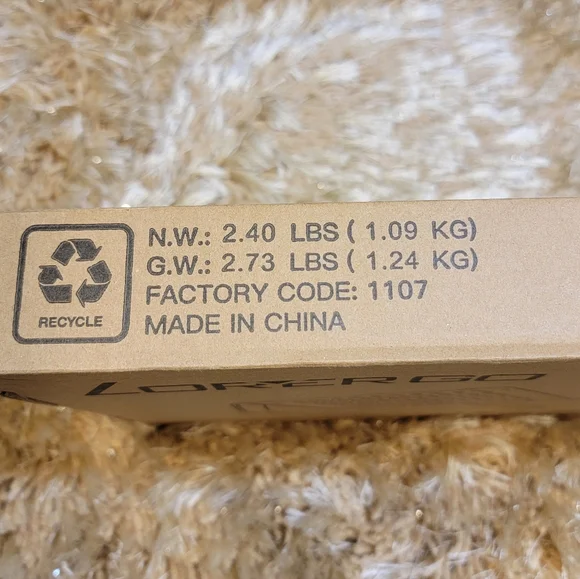 N.W.: 2.40 LBS ( 1.09 KG)
G.W.: 2.73 LBS ( 1.24 KG)
FACTORY CODE: 1107
RECYCLE
MADE IN CHINA